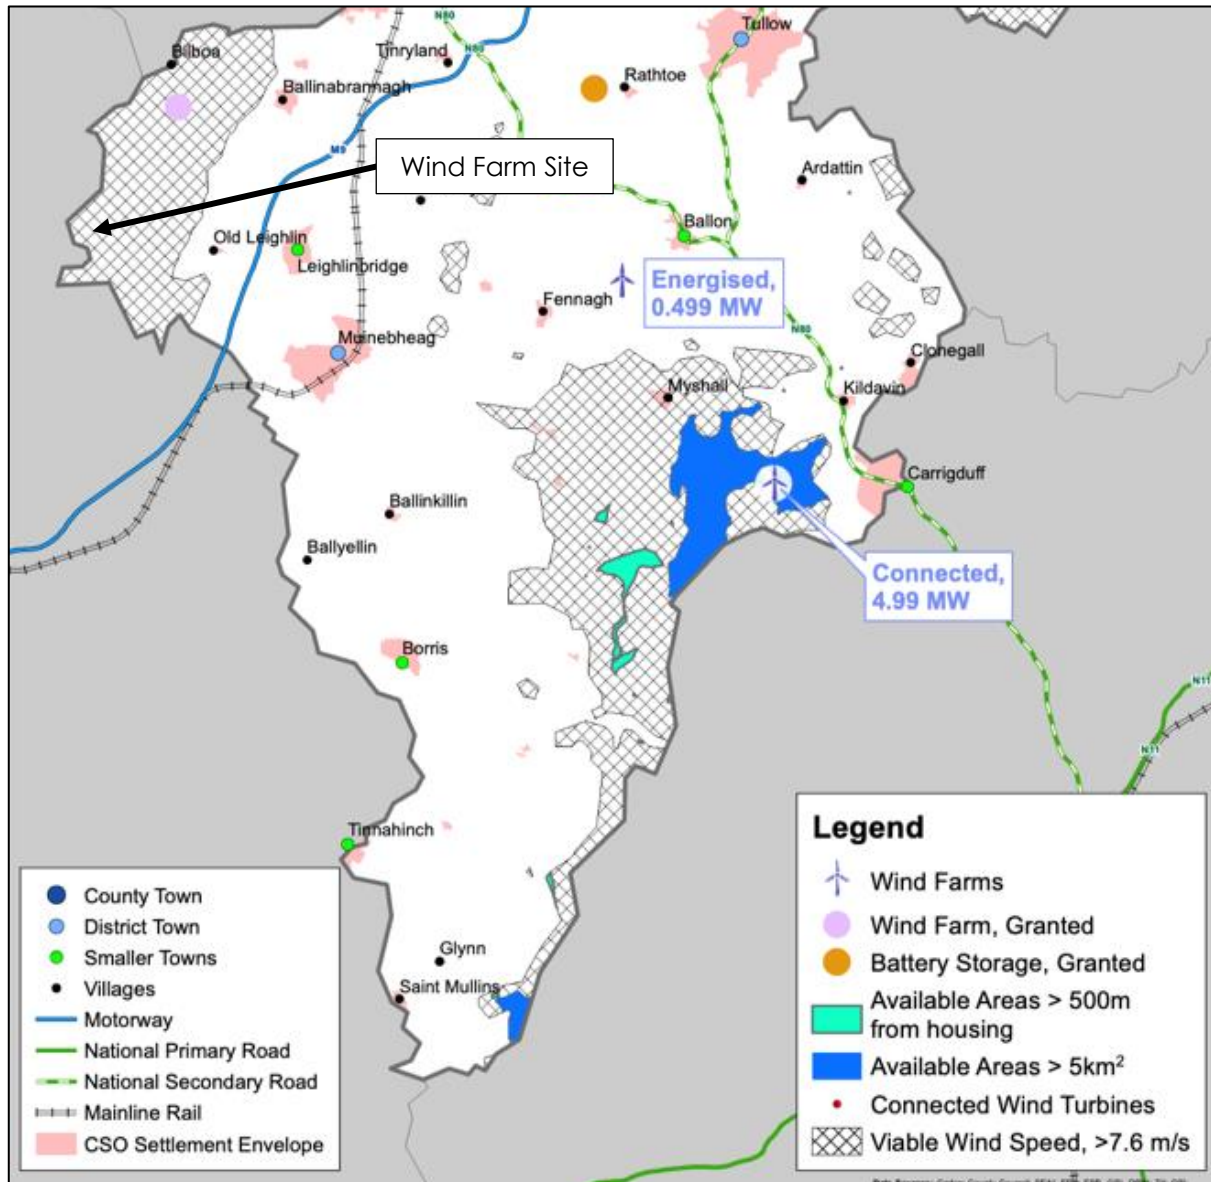 N80
Tullow
Bilboa
Tinryland
N80
Rathtoe
Ballinabrannagh
M9
Wind Farm Site
Ardattin
Ballon
Old Leighlin
Leighlinbridge
Energised,
0.499 MW
Fennagh
N80
Muinebheag
Clonegall
Myshall
Kildavin
Carrigduff
Ballinkillin
Ballyellin
Connected,
4.99 MW
Borris
N11
N11
Tinnahinch
Glynn
Saint Mullins
County Town
District Town
Smaller Towns
Villages
Motorway
National Primary Road
National Secondary Road
Mainline Rail
CSO Settlement Envelope
Legend
Wind Farms
Wind Farm, Granted
Battery Storage, Granted
Available Areas > 500m
from housing
Available Areas > 5km²
Connected Wind Turbines
Viable Wind Speed, >7.6 m/s